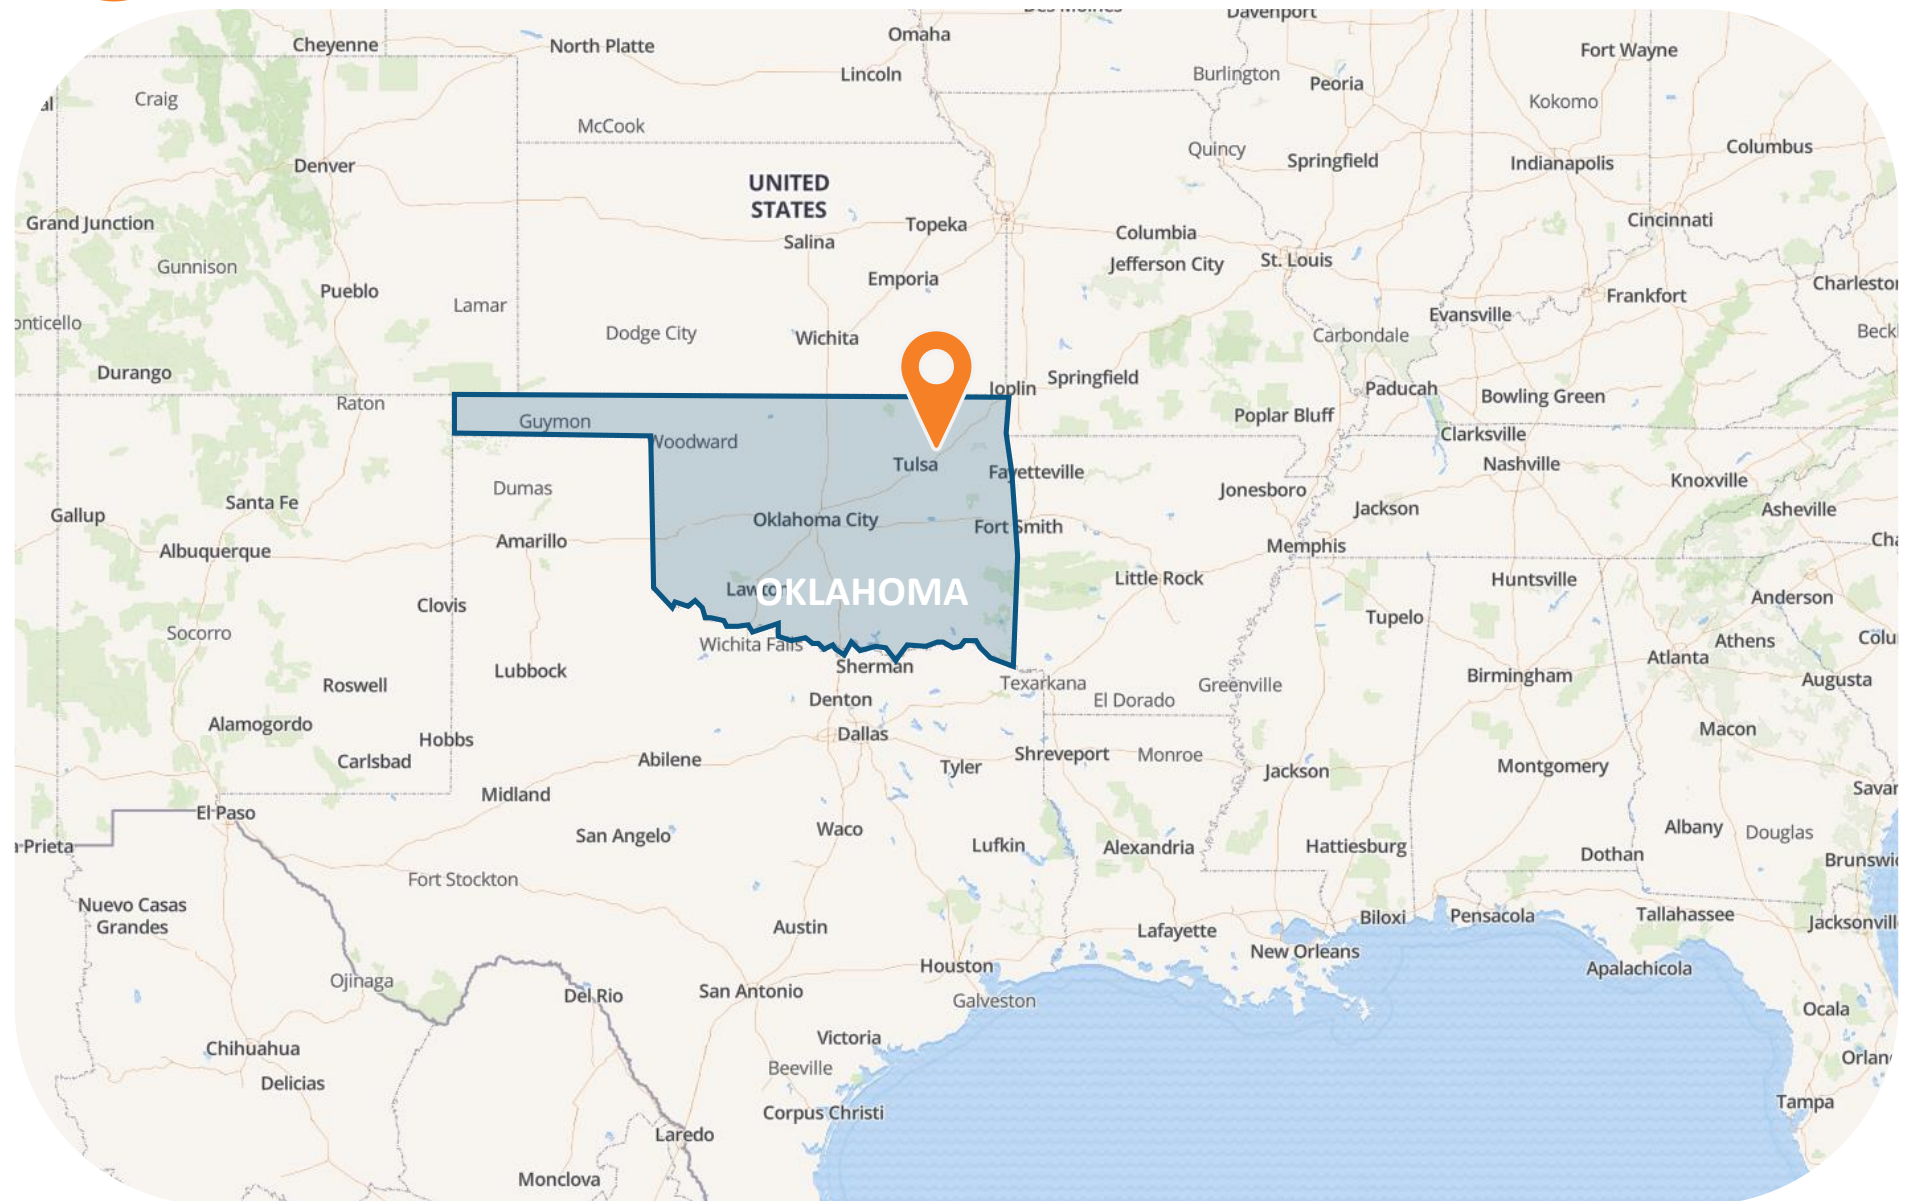 Des Moines
Davenport
Omaha
Cheyenne
North Platte
Fort Wayne
Lincoln
Burlington
Peoria
Craig
Kokomo
McCook
Columbus
Quincy
Springfield
Indianapolis
Denver
UNITED
STATES
Grand Junction
Topeka
Columbia
Cincinnati
Salina
St. Louis
Jefferson City
Gunnison
Emporia
Pueblo
Frankfort
Lamar
Evansville
Dodge City
Wichita
Carbondale
Durango
Springfield
Joplin
Paducah
Bowling Green
Raton
Guymon
Poplar Bluff
Woodward
Clarksville
Tulsa
Fayetteville
Nashville
Knoxville
Dumas
Jonesboro
Santa Fe
Jackson
Asheville
Gallup
Oklahoma City
Fort Smith
Amarillo
Memphis
Albuquerque
Little Rock
Huntsville
Lawton
OKLAHOMA
Anderson
Clovis
Tupelo
Socorro
Wichita Falls
Athens
Atlanta
Sherman
Lubbock
Birmingham
Roswell
Texarkana
Greenville
Augusta
Denton
El Dorado
Alamogordo
Macon
Dallas
Hobbs
Shreveport
Monroe
Abilene
Carlsbad
Tyler
Jackson
Montgomery
Midland
El Paso
Waco
Albany
Douglas
San Angelo
Prieta
Lufkin
Alexandria
Hattiesburg
Dothan
Fort Stockton
Nuevo Casas
Grandes
Biloxi
Pensacola
Tallahassee
Jacksonvill
Austin
Lafayette
New Orleans
Houston
Apalachicola
Ojinaga
Del Rio
San Antonio
Galveston
Ocala
Victoria
Chihuahua
Beeville
Delicias
Tampa
Corpus Christi
Laredo
Monclova